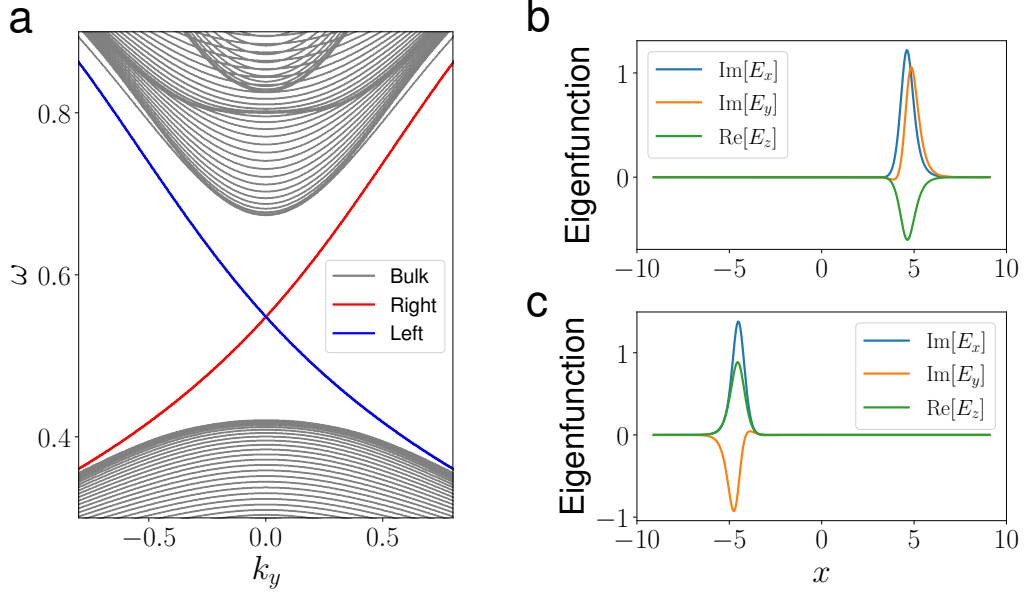 a
ω
0.8
0.6
0.4
−0.5
0.0
0.5
k_y
Bulk
Right
Left
b
Eigenfunction
1
0
Im[E_x]
Im[E_y]
Re[E_z]
−10
−5
0
5
10
c
Eigenfunction
1
0
−1
Im[E_x]
Im[E_y]
Re[E_z]
−10
−5
0
5
10
x